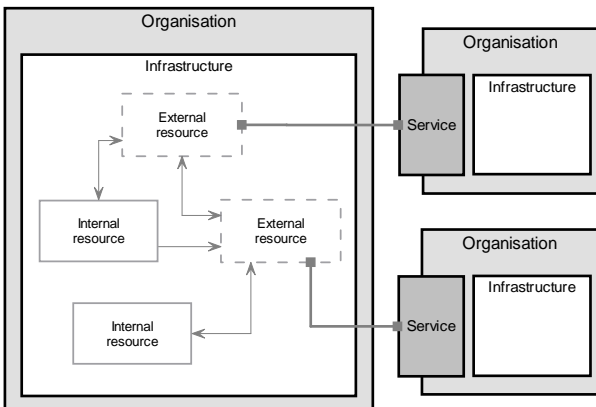 Organisation
Infrastructure
External
resource
Internal
resource
External
resource
Internal
resource
Organisation
Infrastructure
Service
Organisation
Infrastructure
Service